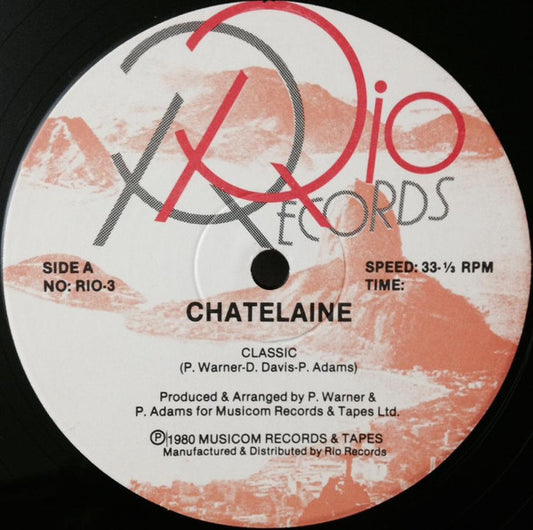 Rio
RECORDS
SIDE A
NO: RIO-3
SPEED: 33-⅓ RPM
TIME:
CHATELAINE
CLASSIC
(P. Warner-D. Davis-P. Adams)
Produced & Arranged by P. Warner &
P. Adams for Musicom Records & Tapes Ltd.
Ⓟ1980 MUSICOM RECORDS & TAPES
Manufactured & Distributed by Rio Records